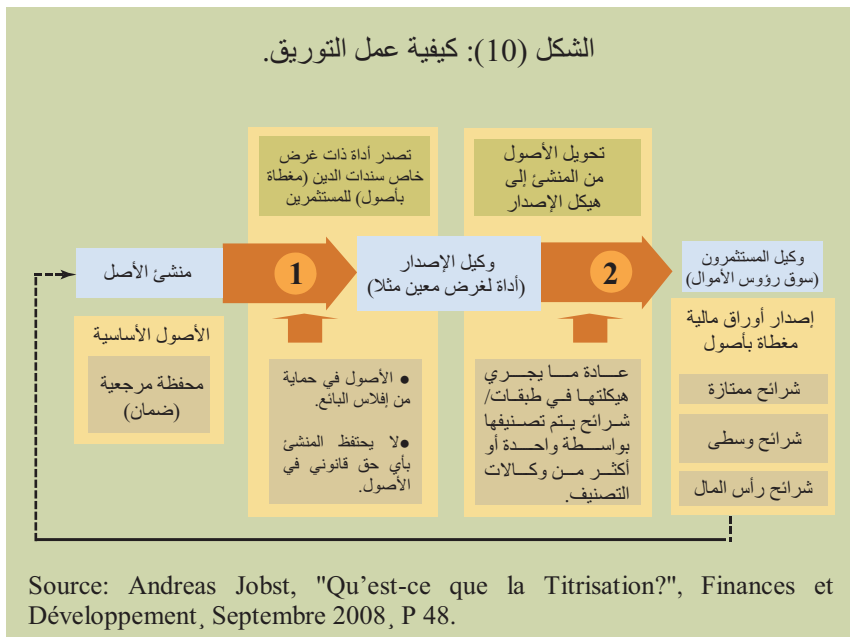 الشكل (10): كيفية عمل التوريق.
تصدر أداة ذات غرض
خاص سندات الدين (مغطاة
بأصول) للمستثمرين
تحويل الأصول
من المنشئ إلى
هيكل الإصدار
منشئ الأصل
1
وكيل الإصدار
(أداة لغرض معين مثلا)
2
وكيل المستثمرون
(سوق رؤوس الأموال)
الأصول الأساسية
محفظة مرجعية
(ضمان)
● الأصول في حماية
من إفلاس البائع.
●لا يحتفظ المنشئ
بأي حق قانوني في
الأصول.
عادة ما يجري
هيكلتها في طبقات/
شرائح يتم تصنيفها
بواسطة واحدة أو
أكثر من وكالات
التصنيف.
إصدار أوراق مالية
مغطاة بأصول
شرائح ممتازة
شرائح وسطى
شرائح رأس المال
Source: Andreas Jobst, "Qu’est-ce que la Titrisation?", Finances et
Développement¸ Septembre 2008¸ P 48.